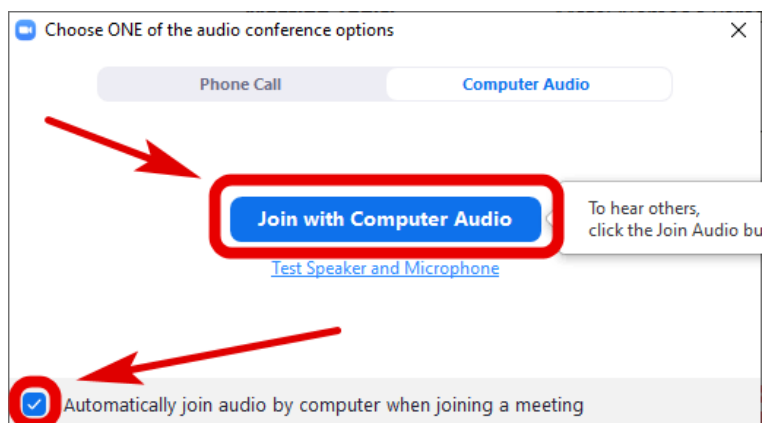 Choose ONE of the audio conference options
Phone Call
Computer Audio
Join with Computer Audio
To hear others,
click the Join Audio
Test Speaker and Microphone
Automatically join audio by computer when joining a meeting